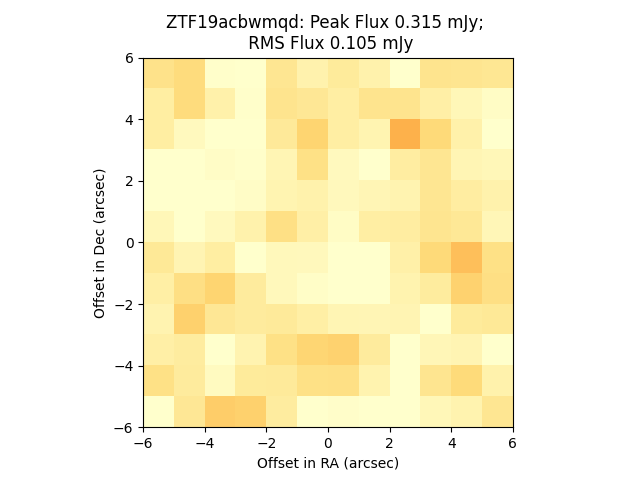 ZTF19acbwmqd: Peak Flux 0.315 mJy;
RMS Flux 0.105 mJy
6
4
2
0
−2
−4
−6
Offset in Dec (arcsec)
−6 −4 −2 0 2 4 6
Offset in RA (arcsec)